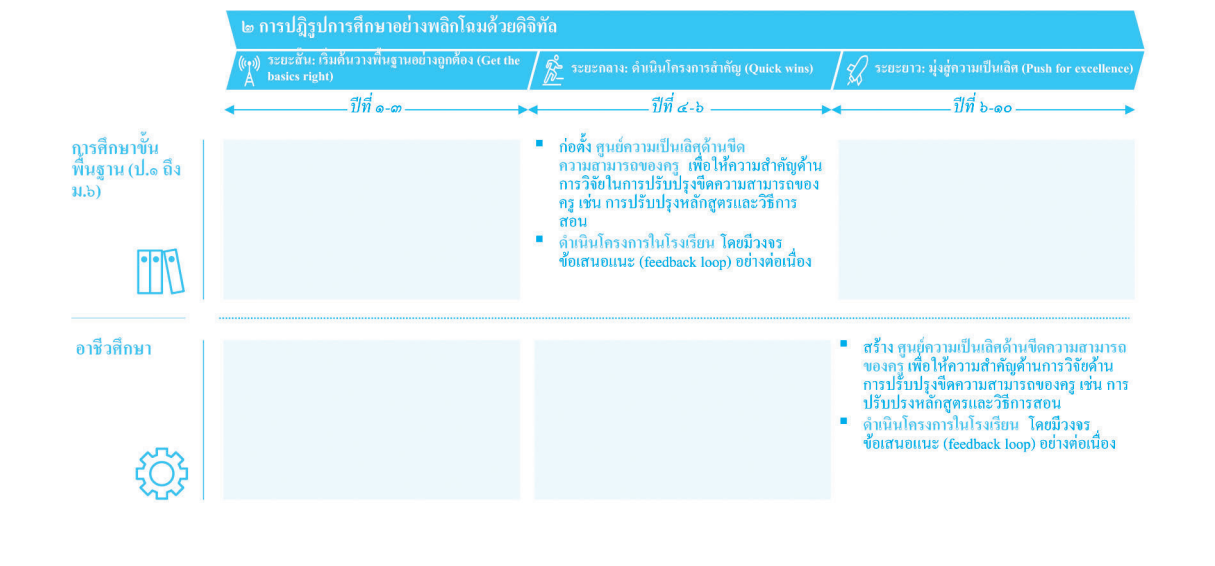 ๒ การปฏิรูปการศึกษาอย่างพลิกโฉมด้วยดิจิทัล
ระยะสั้น: เริ่มต้นวางพื้นฐานอย่างถูกต้อง (Get the
basics right)
ระยะกลาง: ดำเนินโครงการสำคัญ (Quick wins)
ระยะยาว: มุ่งสู่ความเป็นเลิศ (Push for excellence)
ปีที่ ๑-๓
ปีที่ ๔-๖
ปีที่ ๖-๑๐
การศึกษาขั้น
พื้นฐาน (ป.๑ ถึง
ม.๖)
▪ ก่อตั้ง ศูนย์ความเป็นเลิศด้านขีด
ความสามารถของครู เพื่อให้ความสำคัญด้าน
การวิจัยในการปรับปรุงขีดความสามารถของ
ครู เช่น การปรับปรุงหลักสูตรและวิธีการ
สอน
▪ ดำเนินโครงการในโรงเรียน โดยมีวงจร
ข้อเสนอแนะ (feedback loop) อย่างต่อเนื่อง
อาชีวศึกษา
▪ สร้าง ศูนย์ความเป็นเลิศด้านขีดความสามารถ
ของครู เพื่อให้ความสำคัญด้านการวิจัยด้าน
การปรับปรุงขีดความสามารถของครู เช่น การ
ปรับปรงหลักสูตรและวิธีการสอน
▪ ดำเนินโครงการในโรงเรียน โดยมีวงจร
ข้อเสนอแนะ (feedback loop) อย่างต่อเนื่อง